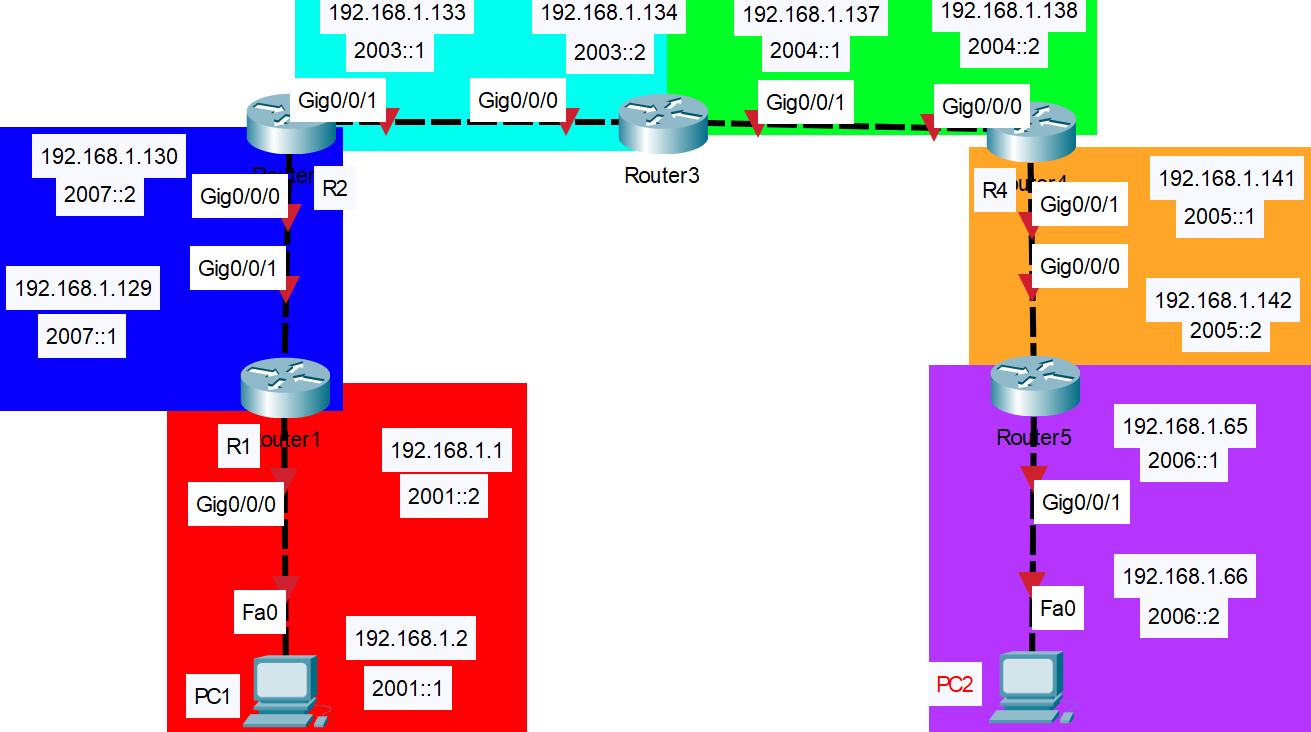 192.168.1.133
192.168.1.134
192.168.1.137
192.168.1.138
2003::1
2003::2
2004::1
2004::2
Gig0/0/1
Gig0/0/0
Gig0/0/1
Gig0/0/0
192.168.1.130
2007::2
Gig0/0/0
R2
Router3
R4
Gig0/0/1
192.168.1.141
2005::1
Gig0/0/1
192.168.1.129
2007::1
Gig0/0/0
192.168.1.142
2005::2
R1
Router1
192.168.1.1
2001::2
Gig0/0/0
Router5
192.168.1.65
2006::1
Gig0/0/1
Fa0
192.168.1.2
2001::1
PC1
192.168.1.66
2006::2
Fa0
PC2